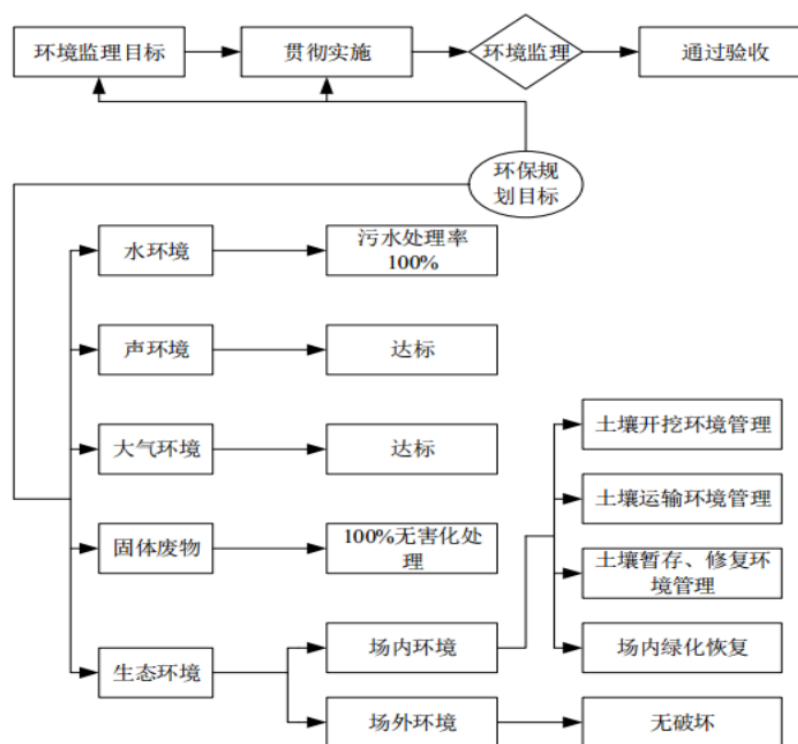 环境监理目标
贯彻实施
环境监理
通过验收
环保规
划目标
水环境
污水处理率
100%
声环境
达标
大气环境
达标
固体废物
100%无害化处
理
生态环境
场内环境
场外环境
土壤开挖环境管理
土壤运输环境管理
土壤暂存、修复环
境管理
场内绿化恢复
无破坏